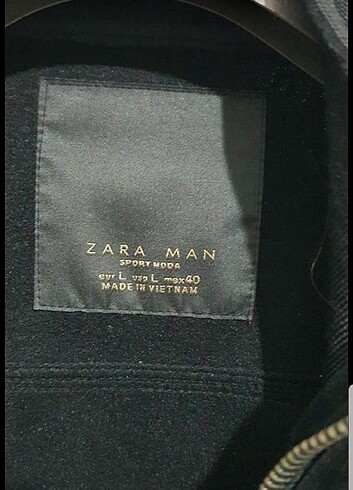 ZARA MAN
SPORT MODA
eur L usa L mex 40
MADE IN VIETNAM